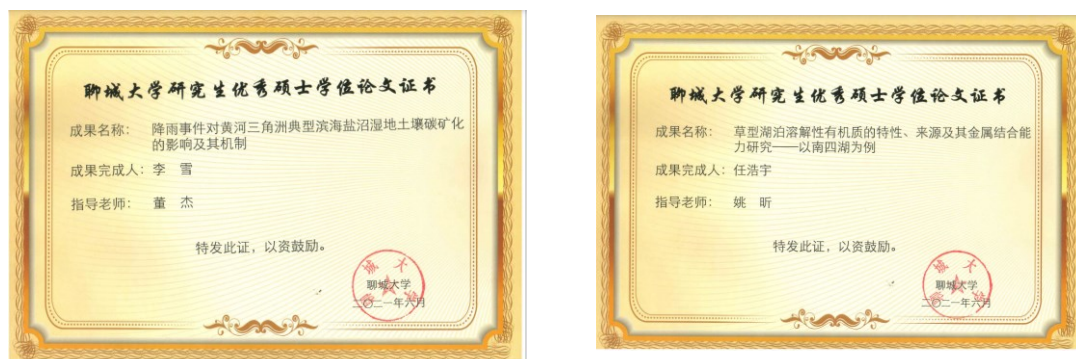 聊城大学研究生优秀硕士学位论文证书
成果名称： 降雨事件对黄河三角洲典型滨海盐沼湿地土壤碳矿化
的影响及其机制
成果完成人：李 雪
指导老师： 董 杰
特发此证，以资鼓励。
聊城大学
二〇二一年六月
聊城大学研究生优秀硕士学位论文证书
成果名称： 草型湖泊溶解性有机质的特性、来源及其金属结合能
力研究——以南四湖为例
成果完成人：任浩宇
指导老师： 姚 昕
特发此证，以资鼓励。
聊城大学
二〇二一年六月